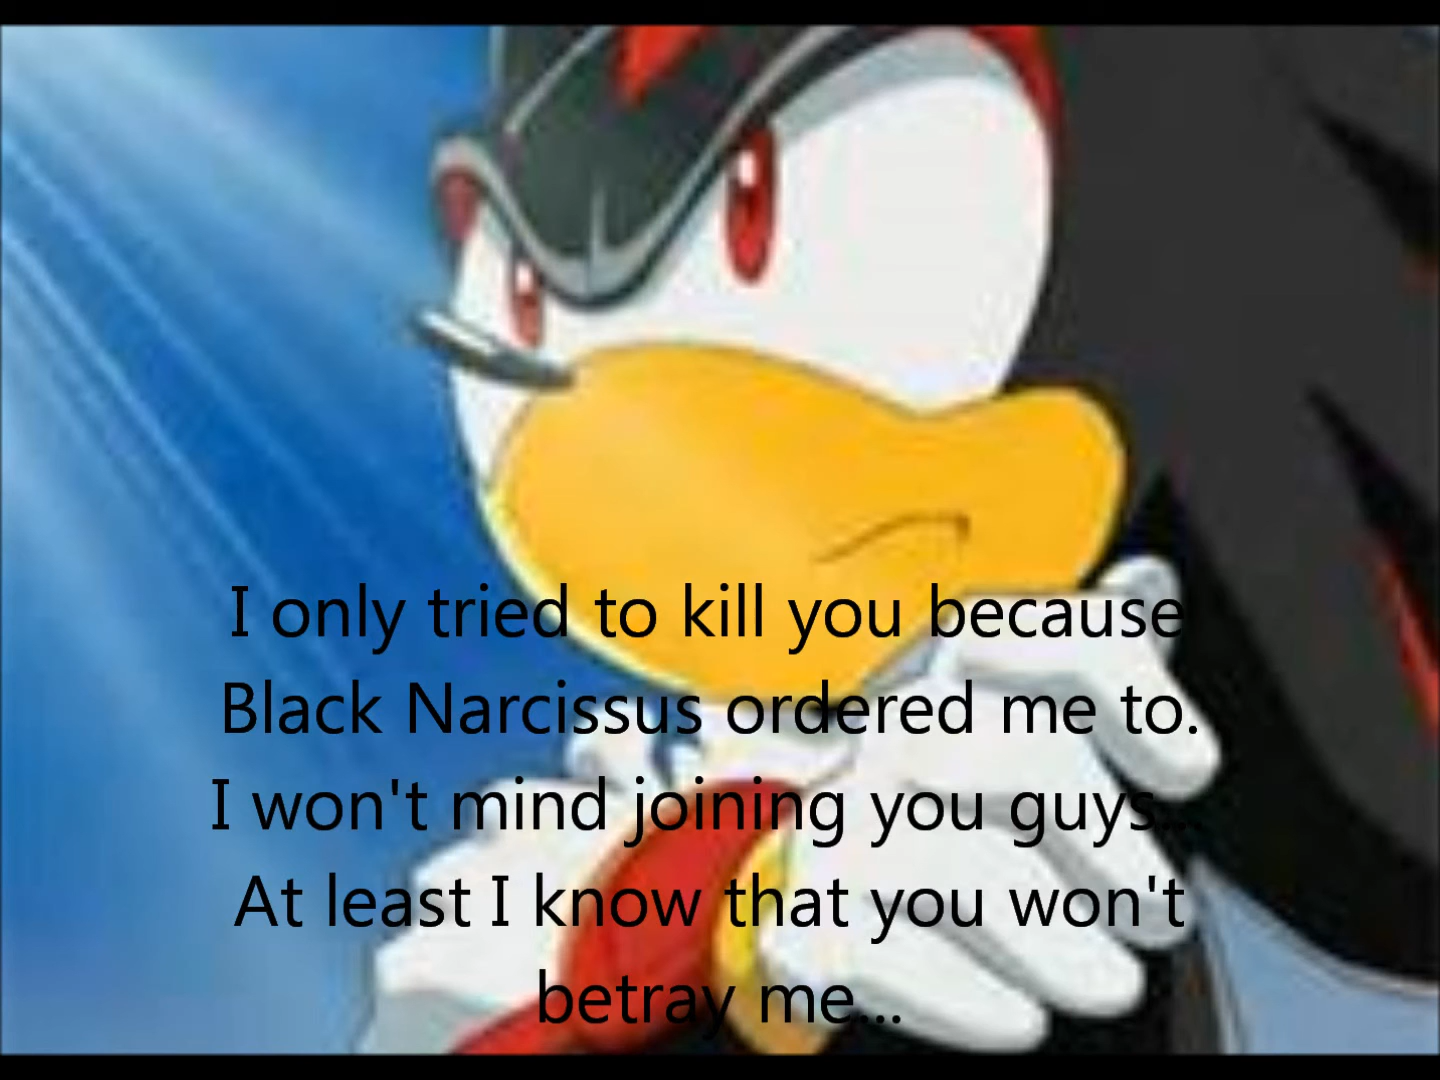 I only tried to kill you because
Black Narcissus ordered me to.
I won't mind joining you guys...
At least I know that you won't
betray me...